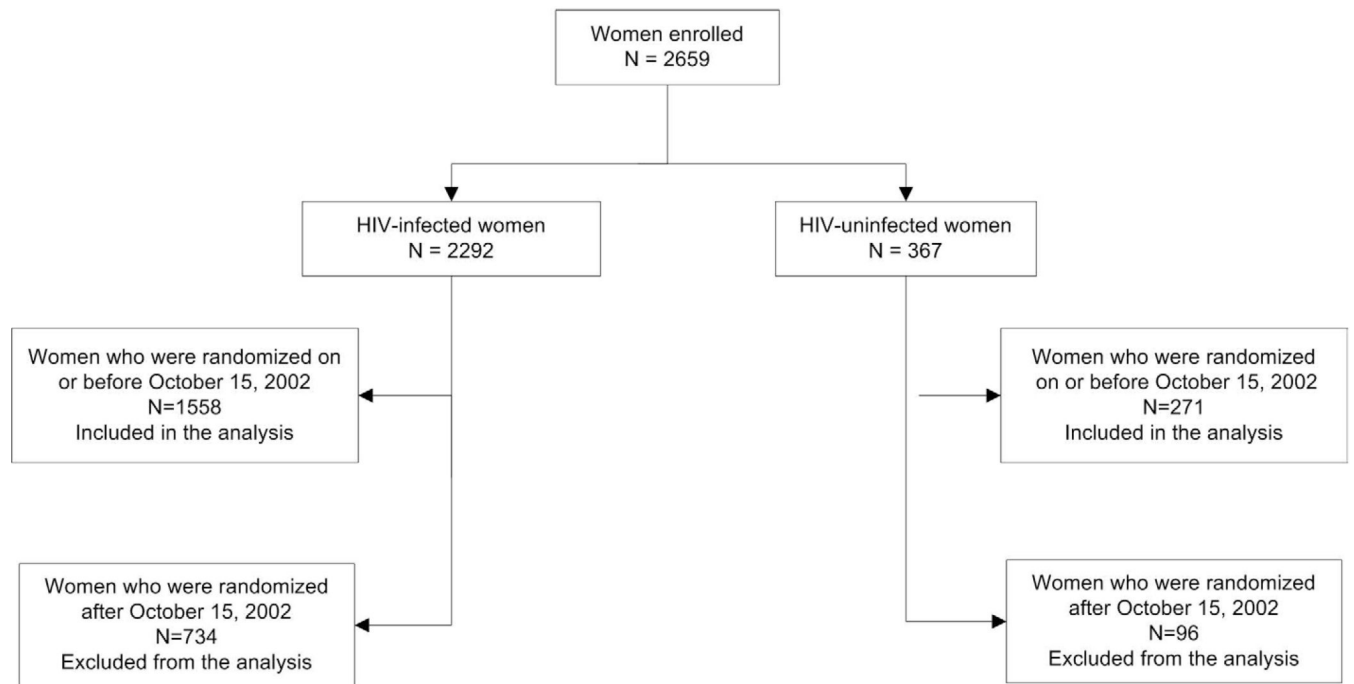 Women enrolled
N = 2659
HIV-infected women
N = 2292
HIV-uninfected women
N = 367
Women who were randomized on
or before October 15, 2002
N=1558
Included in the analysis
Women who were randomized
on or before October 15, 2002
N=271
Included in the analysis
Women who were randomized
after October 15, 2002
N=734
Excluded from the analysis
Women who were randomized
after October 15, 2002
N=96
Excluded from the analysis